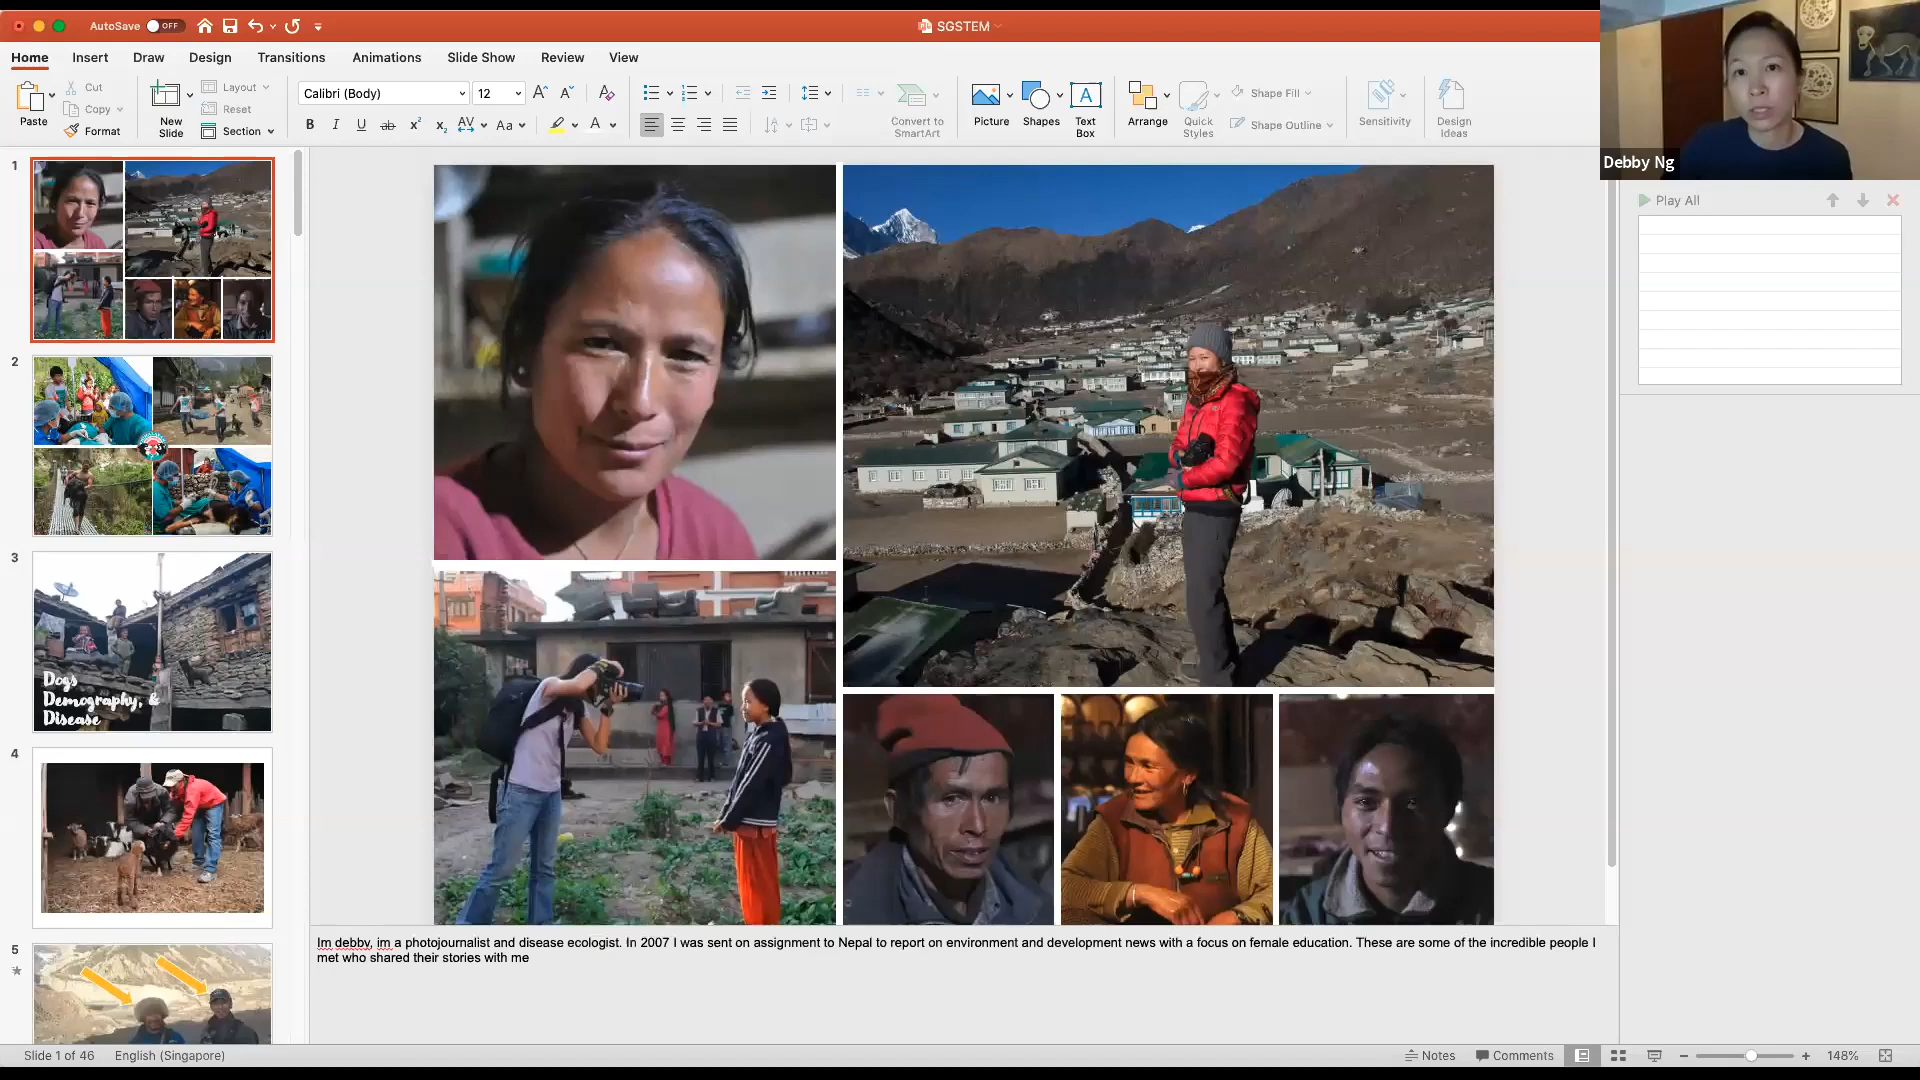 AutoSave OFF
SGSTEM
Home Insert Draw Design Transitions Animations Slide Show Review View
Paste
Cut
Copy
Format
New Slide
Layout
Reset
Section
Calibri (Body) 12
B I U ab x² x₂ AV Aa A
Convert to SmartArt
Picture
Shapes
Text Box
Arrange
Quick Styles
Shape Fill
Shape Outline
Sensitivity
Design Ideas
Debby Ng
Play All
1
2
3
Dogs
Demography, &
Disease
4
5
Im debby, im a photojournalist and disease ecologist. In 2007 I was sent on assignment to Nepal to report on environment and development news with a focus on female education. These are some of the incredible people I
met who shared their stories with me
Slide 1 of 46 English (Singapore) Notes Comments 148%